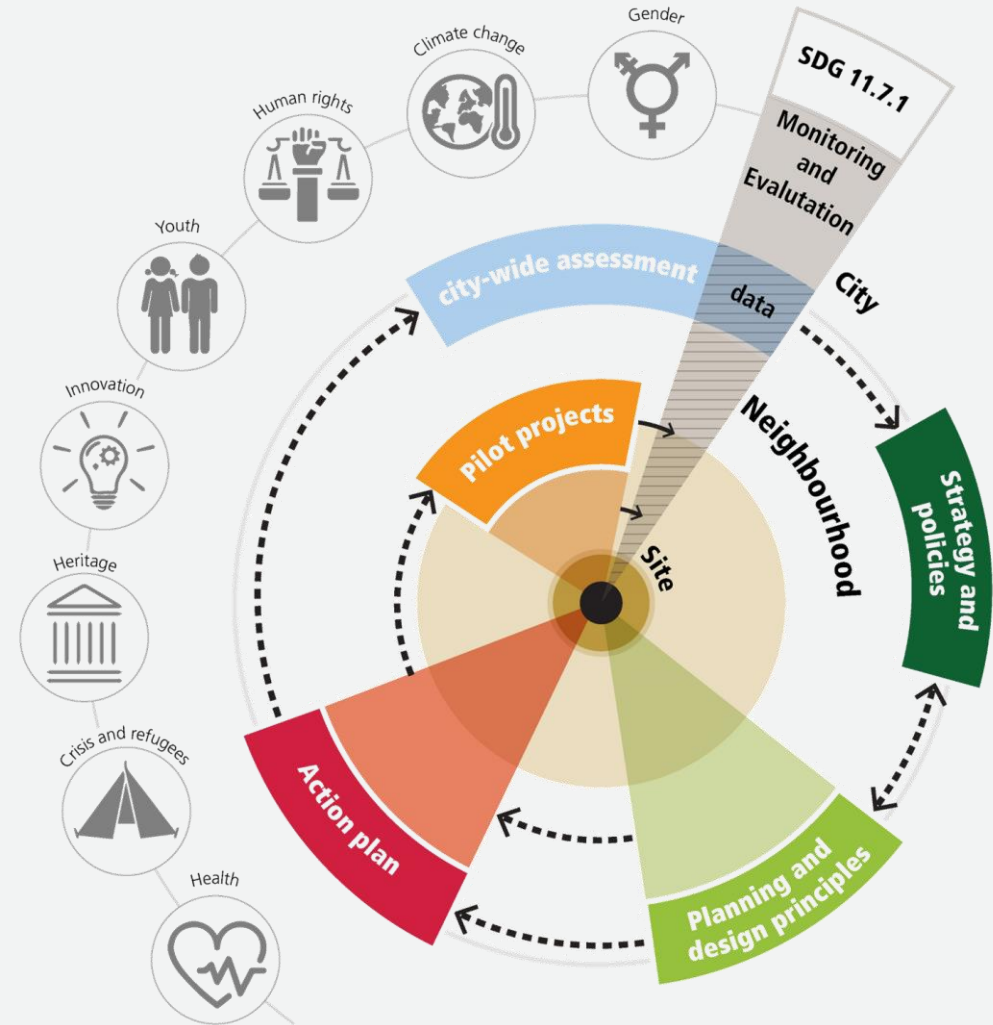 Gender
Climate change
Human rights
Youth
Innovation
Heritage
Crisis and refugees
Health
SDG 11.7.1
Monitoring
and
Evalutation
city-wide assessment
data
City
Pilot projects
Neighbourhood
Site
Strategy and
policies
Action plan
Planning and
design principles